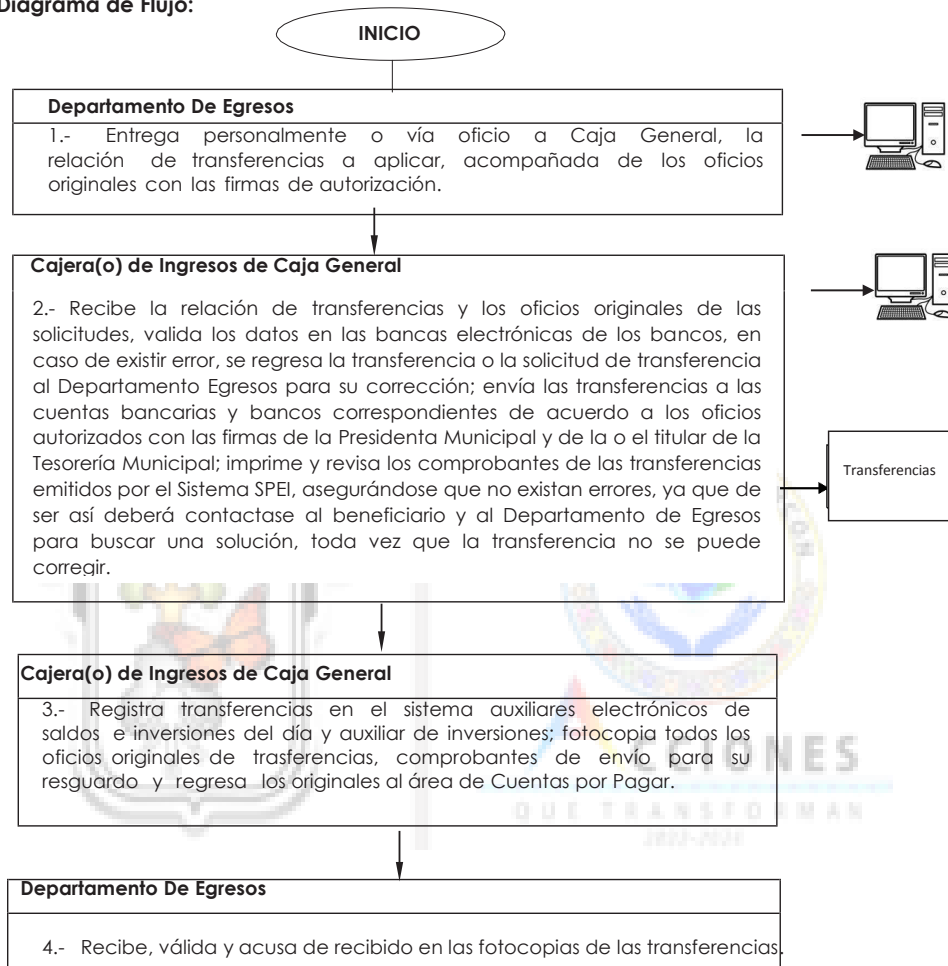 Diagrama de Flujo:
INICIO
Departamento De Egresos
1.- Entrega personalmente o vía oficio a Caja General, la
relación de transferencias a aplicar, acompañada de los oficios
originales con las firmas de autorización.
Cajera(o) de Ingresos de Caja General
2.- Recibe la relación de transferencias y los oficios originales de las
solicitudes, valida los datos en las bancas electrónicas de los bancos, en
caso de existir error, se regresa la transferencia o la solicitud de transferencia
al Departamento Egresos para su corrección; envía las transferencias a las
cuentas bancarias y bancos correspondientes de acuerdo a los oficios
autorizados con las firmas de la Presidenta Municipal y de la o el titular de la
Tesorería Municipal; imprime y revisa los comprobantes de las transferencias
emitidos por el Sistema SPEI, asegurándose que no existan errores, ya que de
ser así deberá contactase al beneficiario y al Departamento de Egresos
para buscar una solución, toda vez que la transferencia no se puede
corregir.
Transferencias
Cajera(o) de Ingresos de Caja General
3.- Registra transferencias en el sistema auxiliares electrónicos de
saldos e inversiones del día y auxiliar de inversiones; fotocopia todos los
oficios originales de trasferencias, comprobantes de envío para su
resguardo y regresa los originales al área de Cuentas por Pagar.
CCIONES
QUE TRANSFORMAN
Departamento De Egresos
4.- Recibe, válida y acusa de recibido en las fotocopias de las transferencias.